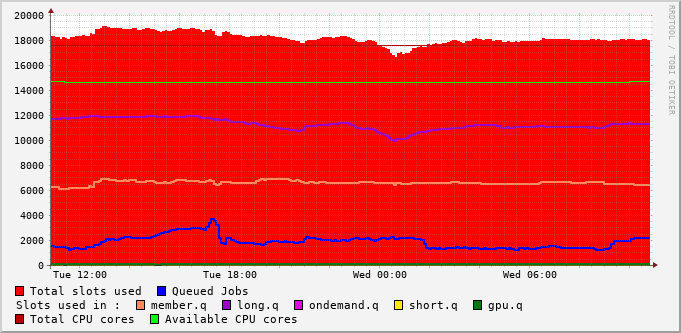 20000
18000
16000
14000
12000
10000
8000
6000
4000
2000
0
Tue 12:00 Tue 18:00 Wed 00:00 Wed 06:00
RRDTOOL / TOBI OETIKER
Total slots used Queued Jobs
Slots used in : member.q long.q ondemand.q short.q gpu.q
Total CPU cores Available CPU cores